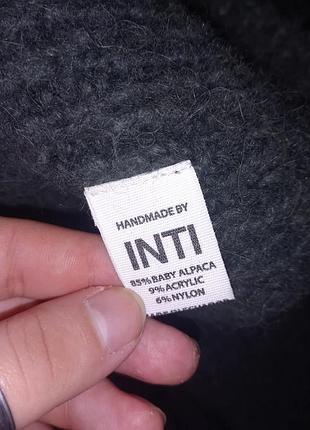 HANDMADE BY
INTI
85% BABY ALPACA
9% ACRYLIC
6% NYLON